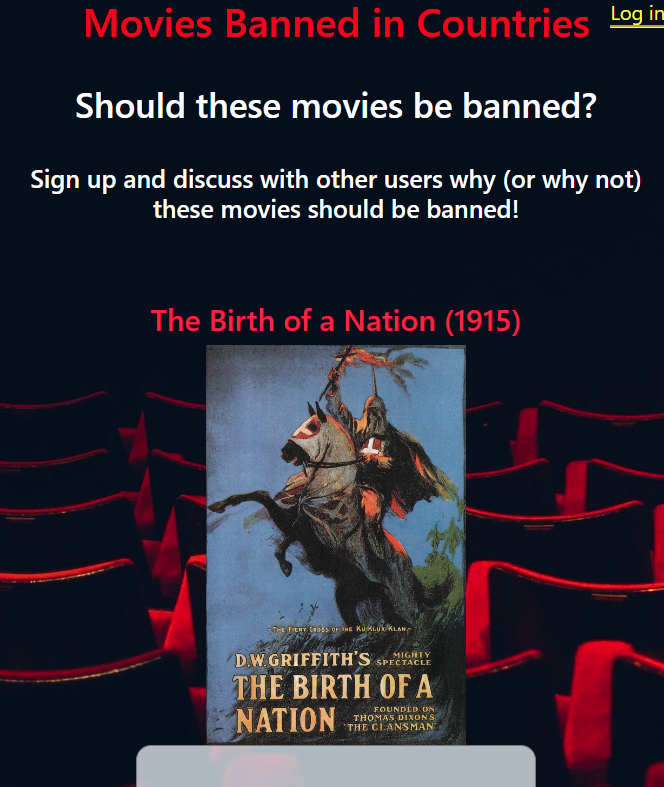 Movies Banned in Countries
Log in
Should these movies be banned?
Sign up and discuss with other users why (or why not)
these movies should be banned!
The Birth of a Nation (1915)
"THE FIERY CROSS OF THE KU KLUX KLAN"
D.W. GRIFFITH'S MIGHTY SPECTACLE
THE BIRTH OF A
NATION
FOUNDED ON
THOMAS DIXON'S
"THE CLANSMAN"